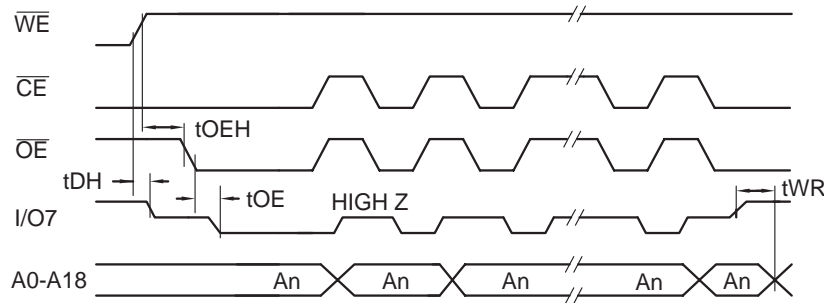 WE
CE
tOEH
OE
tDH
tOE
HIGH Z
tWR
I/O7
A0-A18
An
An
An
An
An